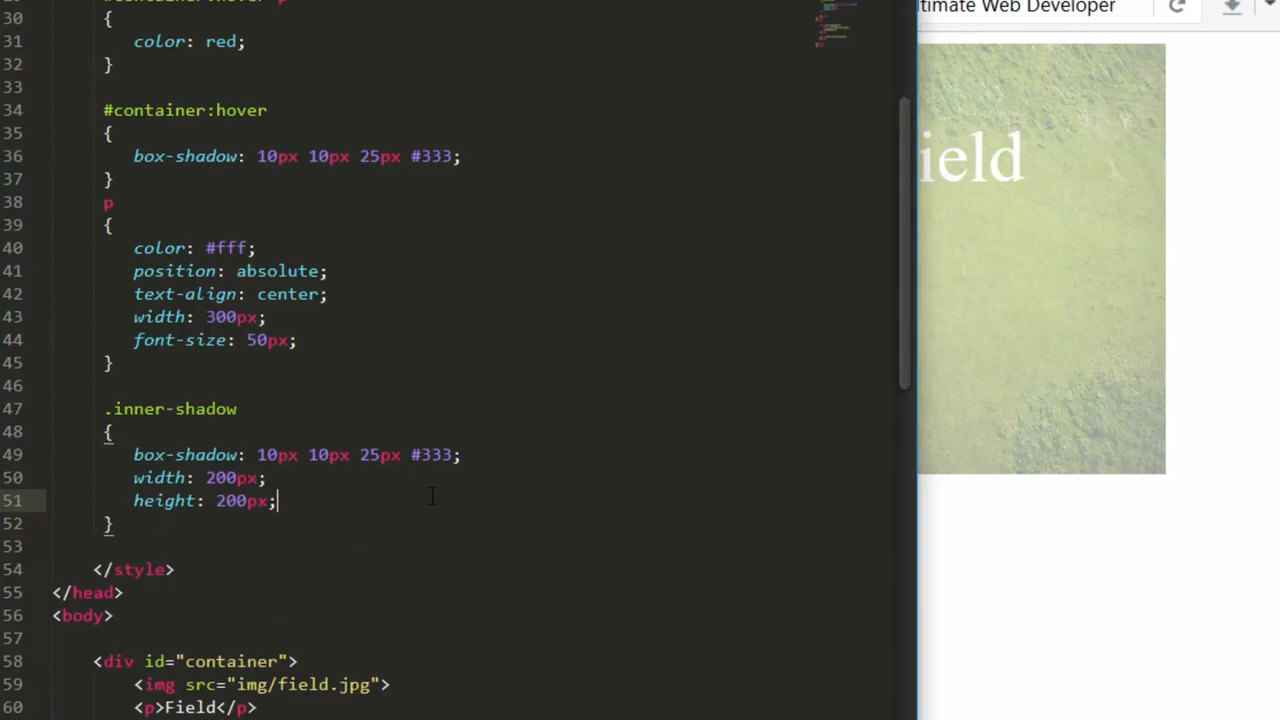 30 {
31 color: red;
32 }
33
34 #container:hover
35 {
36 box-shadow: 10px 10px 25px #333;
37 }
38 p
39 {
40 color: #fff;
41 position: absolute;
42 text-align: center;
43 width: 300px;
44 font-size: 50px;
45 }
46
47 .inner-shadow
48 {
49 box-shadow: 10px 10px 25px #333;
50 width: 200px;
51 height: 200px;
52 }
53
54 </style>
55 </head>
56 <body>
57
58 <div id="container">
59 <img src="img/field.jpg">
60 <p>Field</p>
timate Web Developer
ield